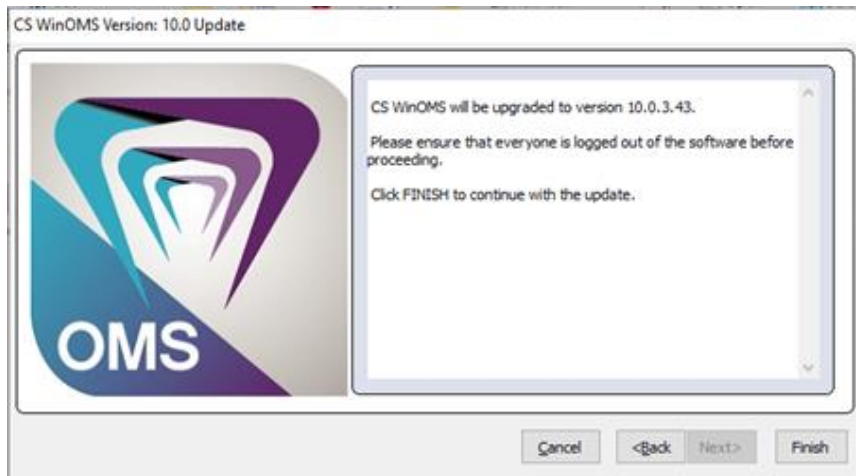 CS WinOMS Version: 10.0 Update
CS WinOMS will be upgraded to version 10.0.3.43.
Please ensure that everyone is logged out of the software before
proceeding.
Click FINISH to continue with the update.
OMS
Cancel
<Back
Next>
Finish